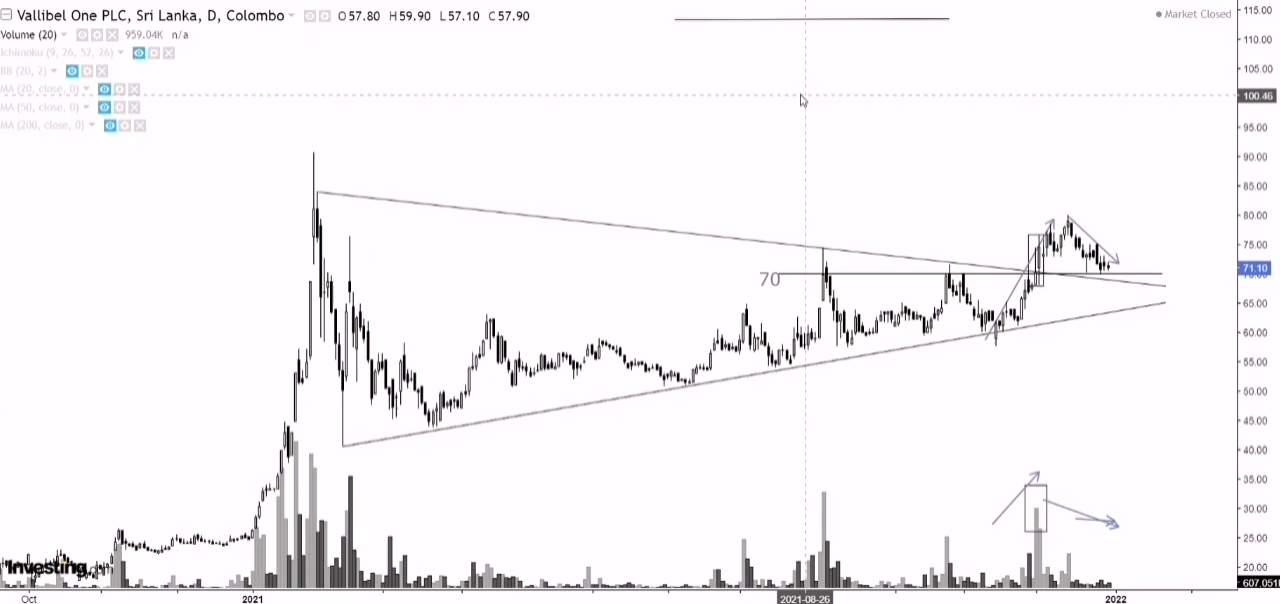 Vallibel One PLC, Sri Lanka, D, Colombo O57.80 H59.90 L57.10 C57.90
Market Closed
Volume (20) 959.04K n/a
Ichimoku (9, 26, 52, 26)
BB (20, 2)
MA (20, close, 0)
MA (50, close, 0)
MA (200, close, 0)
115.00
110.00
105.00
100.46
95.00
90.00
85.00
80.00
75.00
71.10
70
65.00
60.00
55.00
50.00
45.00
40.00
35.00
30.00
25.00
20.00
Investing
607.051
Oct 2021 2021-08-26 2022